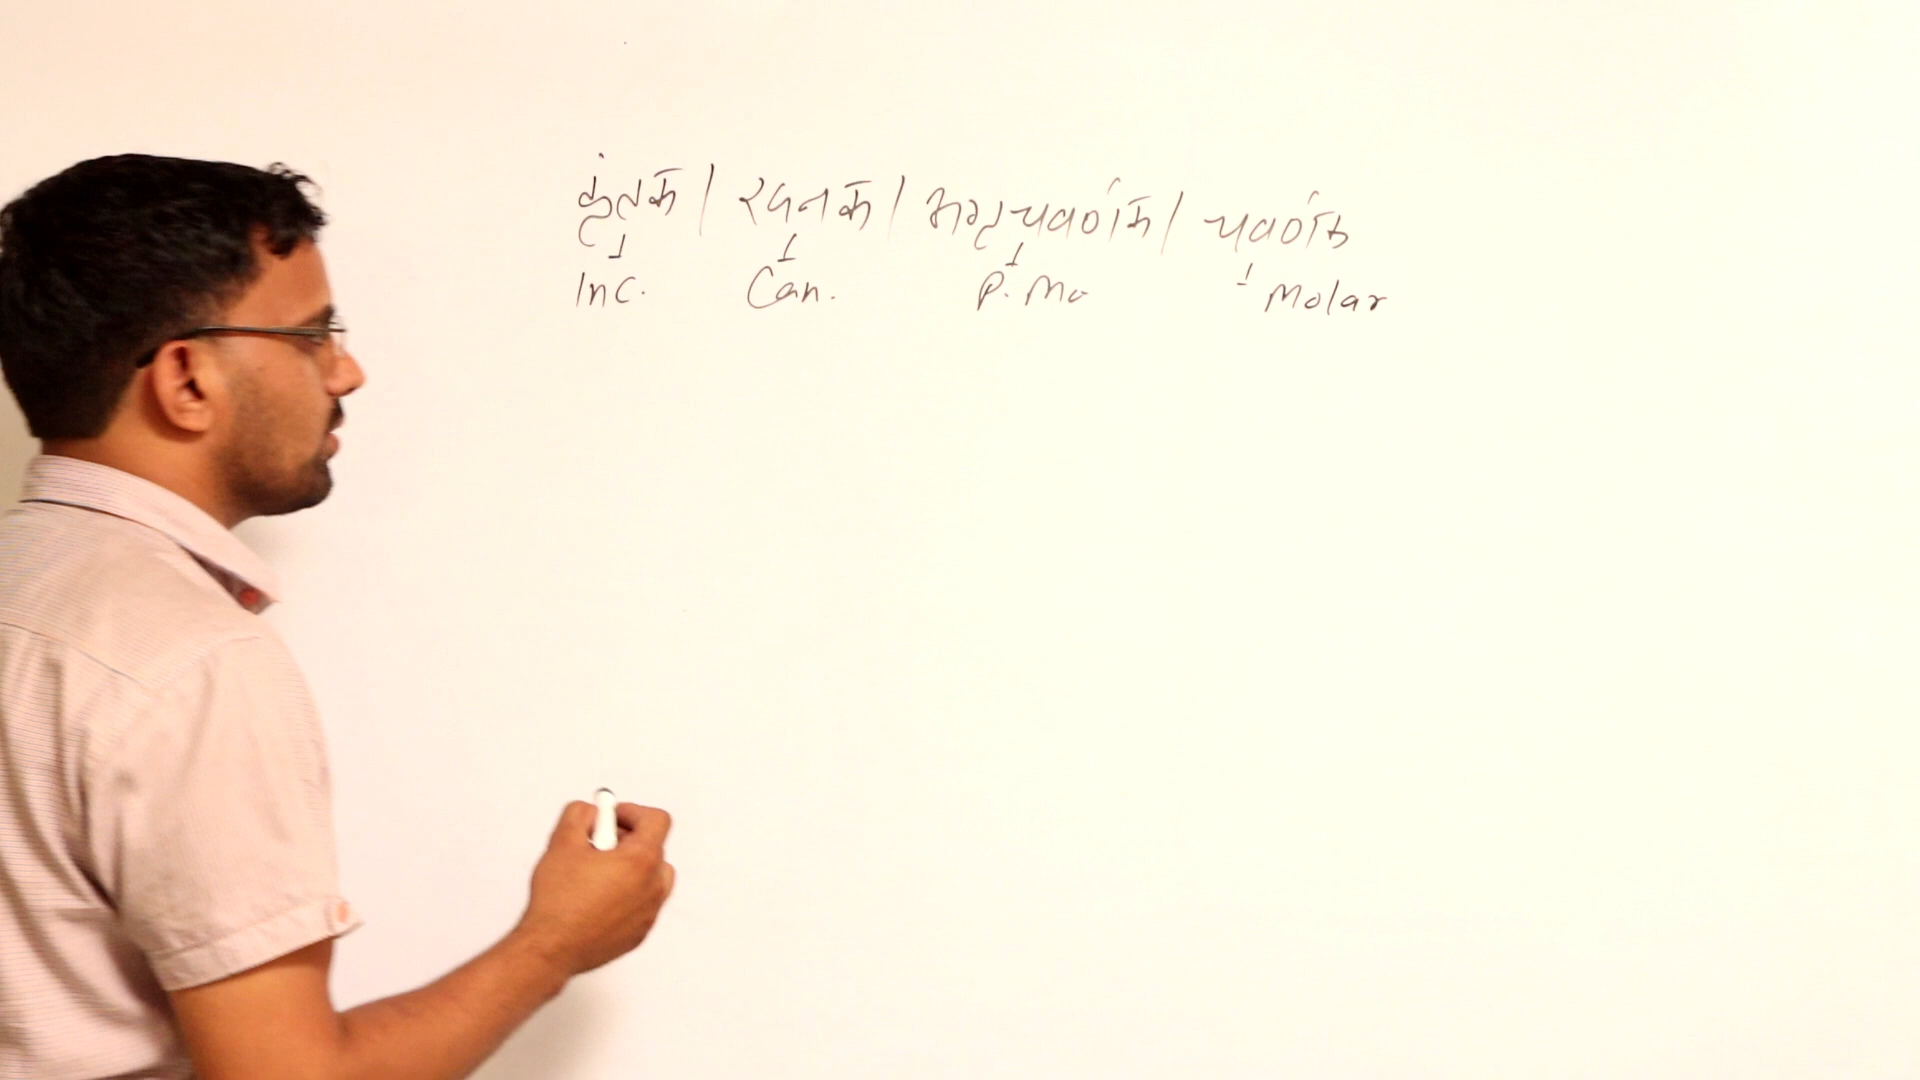 कृंतक / रदनक / अग्रचवर्णक / चवर्णक
Inc. Can. P. Mo Molar